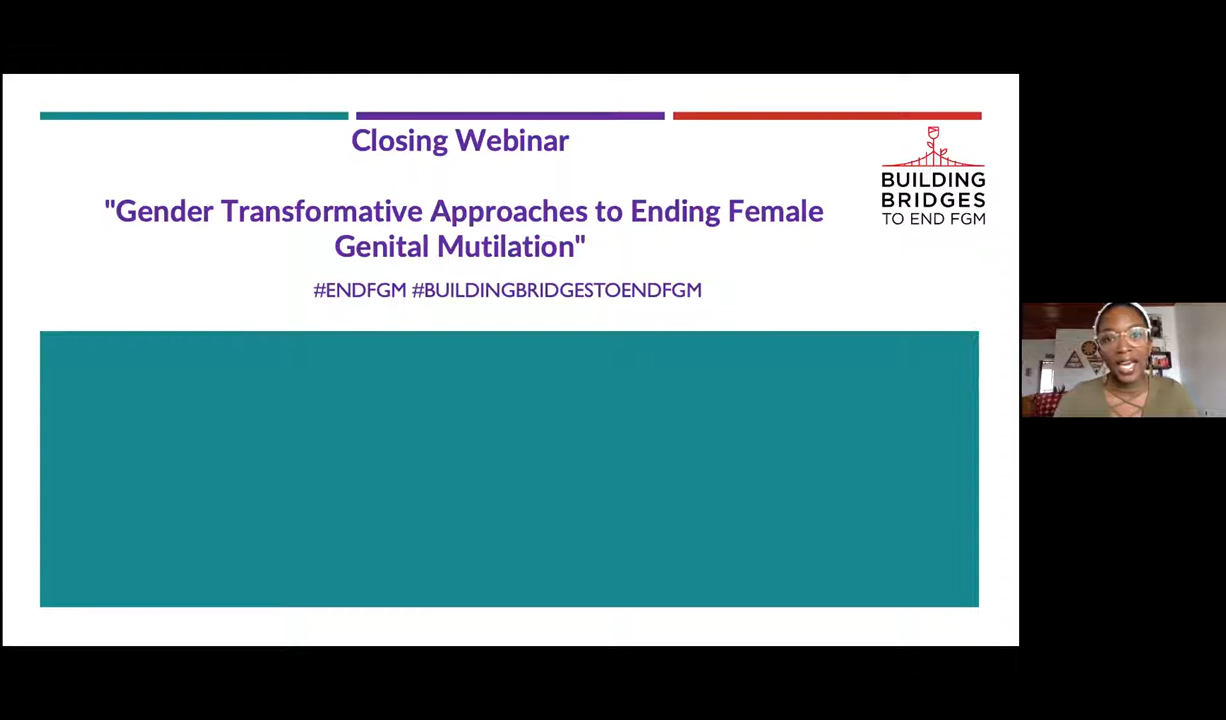 Closing Webinar
"Gender Transformative Approaches to Ending Female
Genital Mutilation"
#ENDFGM #BUILDINGBRIDGESTOENDFGM
BUILDING
BRIDGES
TO END FGM